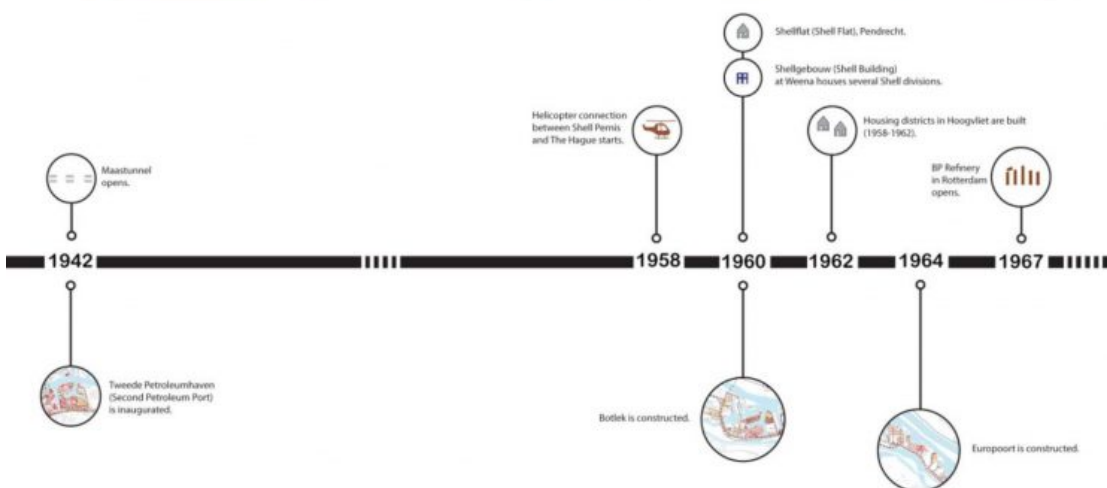 Shellflat (Shell Flat), Pendrecht.
Shellgebouw (Shell Building)
at Weena houses several Shell divisions.
Helicopter connection
between Shell Pernis
and The Hague starts.
Housing districts in Hoogvliet are built
(1958-1962).
Maastunnel
opens.
BP Refinery
in Rotterdam
opens.
1942
1958
1960
1962
1964
1967
Tweede Petroleumhaven
(Second Petroleum Port)
is inaugurated.
Botlek is constructed.
Europoort is constructed.